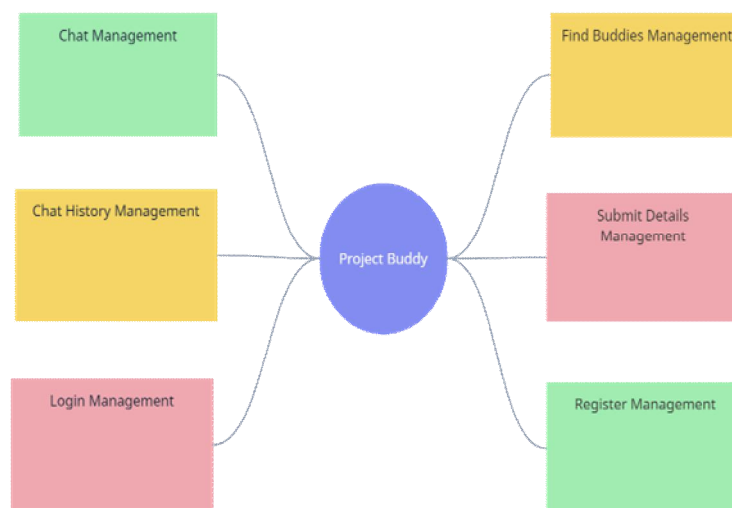 Chat Management
Find Buddies Management
Chat History Management
Submit Details
Management
Project Buddy
Login Management
Register Management